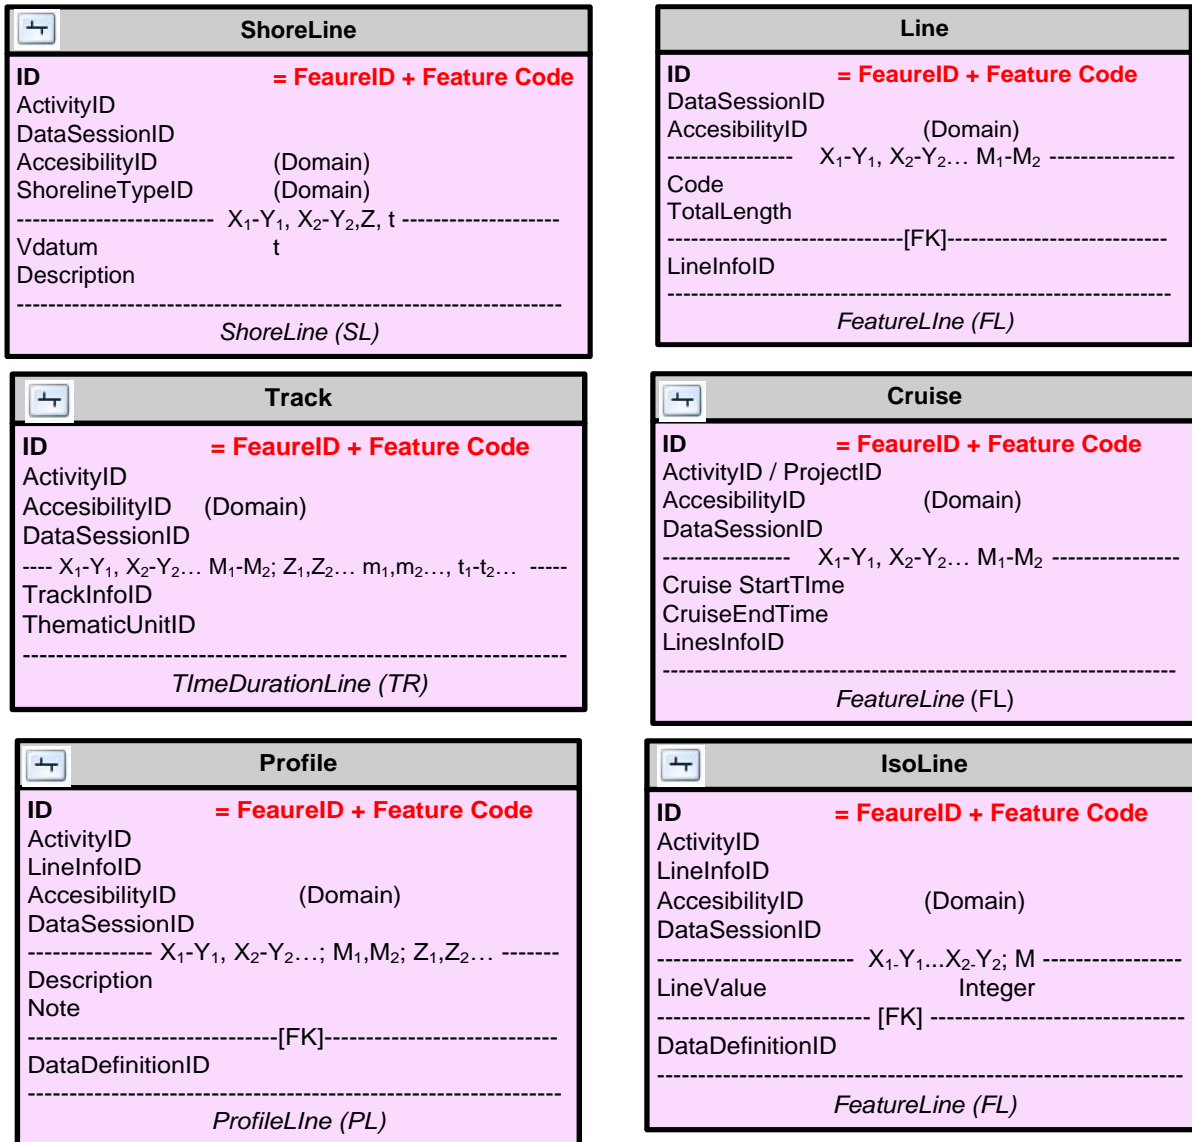 ShoreLine
ID = FeaureID + Feature Code
ActivityID
DataSessionID
AccesibilityID (Domain)
ShorelineTypeID (Domain)
------------------------- X₁-Y₁, X₂-Y₂,Z, t --------------------
Vdatum t
Description
----------------------------------------------------------------------
ShoreLine (SL)
Line
ID = FeaureID + Feature Code
DataSessionID
AccesibilityID (Domain)
---------------- X₁-Y₁, X₂-Y₂… M₁-M₂ ----------------
Code
TotalLength
------------------------------[FK]----------------------------
LineInfoID
----------------------------------------------------------------
FeatureLIne (FL)
Track
ID = FeaureID + Feature Code
ActivityID
AccesibilityID (Domain)
DataSessionID
---- X₁-Y₁, X₂-Y₂… M₁-M₂; Z₁,Z₂… m₁,m₂…, t₁-t₂… -----
TrackInfoID
ThematicUnitID
------------------------------------------------------------------
TImeDurationLine (TR)
Cruise
ID = FeaureID + Feature Code
ActivityID / ProjectID
AccesibilityID (Domain)
DataSessionID
---------------- X₁-Y₁, X₂-Y₂… M₁-M₂ ----------------
Cruise StartTIme
CruiseEndTime
LinesInfoID
------------------------------------------------------------------
FeatureLine (FL)
Profile
ID = FeaureID + Feature Code
ActivityID
LineInfoID
AccesibilityID (Domain)
DataSessionID
--------------- X₁-Y₁, X₂-Y₂…; M₁,M₂; Z₁,Z₂… -------
Description
Note
------------------------------[FK]----------------------------
DataDefinitionID
----------------------------------------------------------------
ProfileLIne (PL)
IsoLine
ID = FeaureID + Feature Code
ActivityID
LineInfoID
AccesibilityID (Domain)
DataSessionID
------------------------- X₁-Y₁...X₂-Y₂; M -----------------
LineValue Integer
--------------------------- [FK] --------------------------------
DataDefinitionID
------------------------------------------------------------------
FeatureLine (FL)